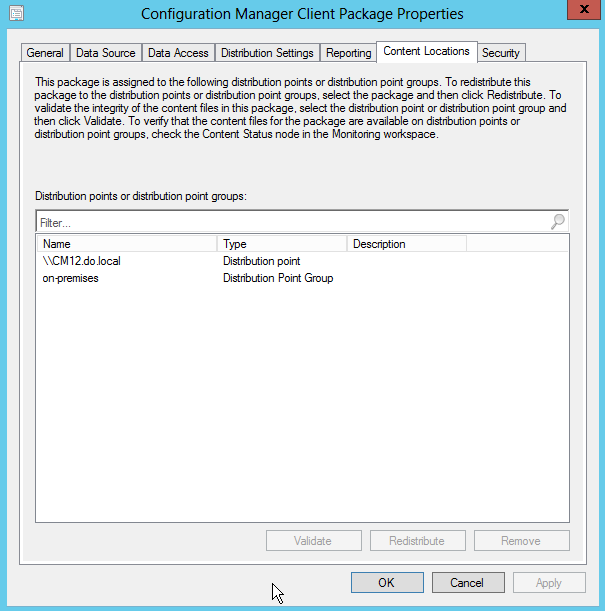 Configuration Manager Client Package Properties
x
General Data Source Data Access Distribution Settings Reporting Content Locations Security
This package is assigned to the following distribution points or distribution point groups. To redistribute this
package to the distribution points or distribution point groups, select the package and then click Redistribute. To
validate the integrity of the content files in this package, select the distribution point or distribution point group and
then click Validate. To verify that the content files for the package are available on distribution points or
distribution point groups, check the Content Status node in the Monitoring workspace.
Distribution points or distribution point groups:
Filter...
Name Type Description
\\CM12.do.local Distribution point
on-premises Distribution Point Group
Validate Redistribute Remove
OK Cancel Apply